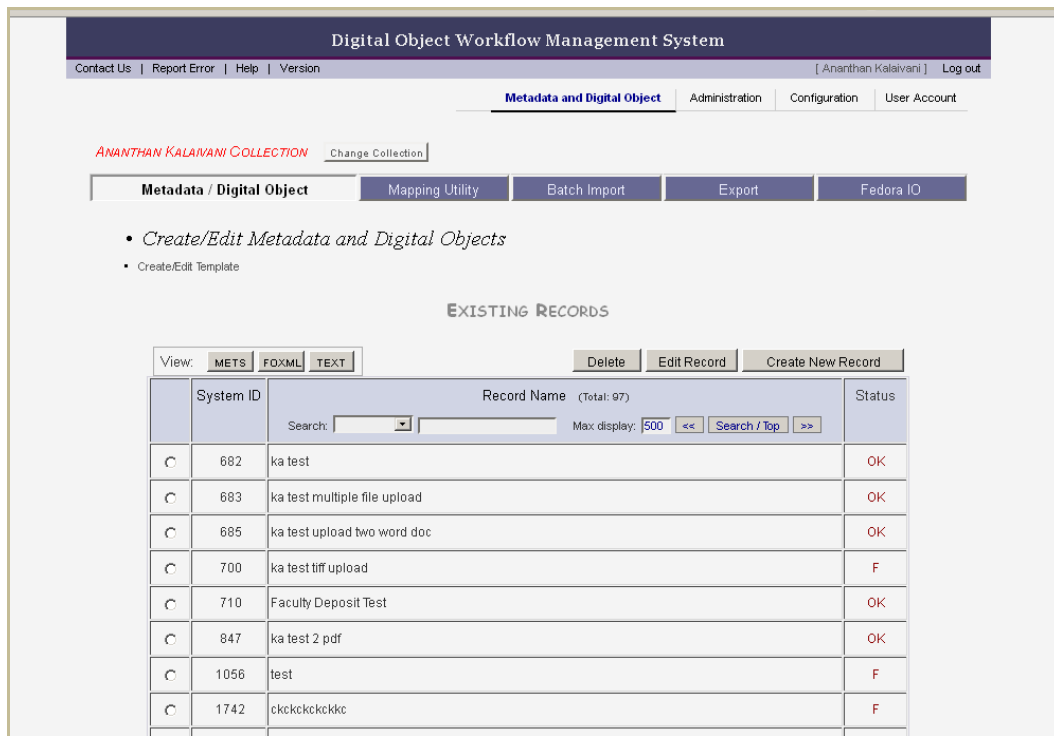 Digital Object Workflow Management System
Contact Us | Report Error | Help | Version [ Ananthan Kalaivani ] Log out
Metadata and Digital Object Administration Configuration User Account
ANANTHAN KALAIVANI COLLECTION Change Collection
Metadata / Digital Object Mapping Utility Batch Import Export Fedora IO
• Create/Edit Metadata and Digital Objects
• Create/Edit Template
EXISTING RECORDS
View: METS FOXML TEXT Delete Edit Record Create New Record
System ID Record Name (Total: 97) Status
Search: Max display: 500 << Search / Top >>
682 ka test OK
683 ka test multiple file upload OK
685 ka test upload two word doc OK
700 ka test tiff upload F
710 Faculty Deposit Test OK
847 ka test 2 pdf OK
1056 test F
1742 ckckckckckkc F